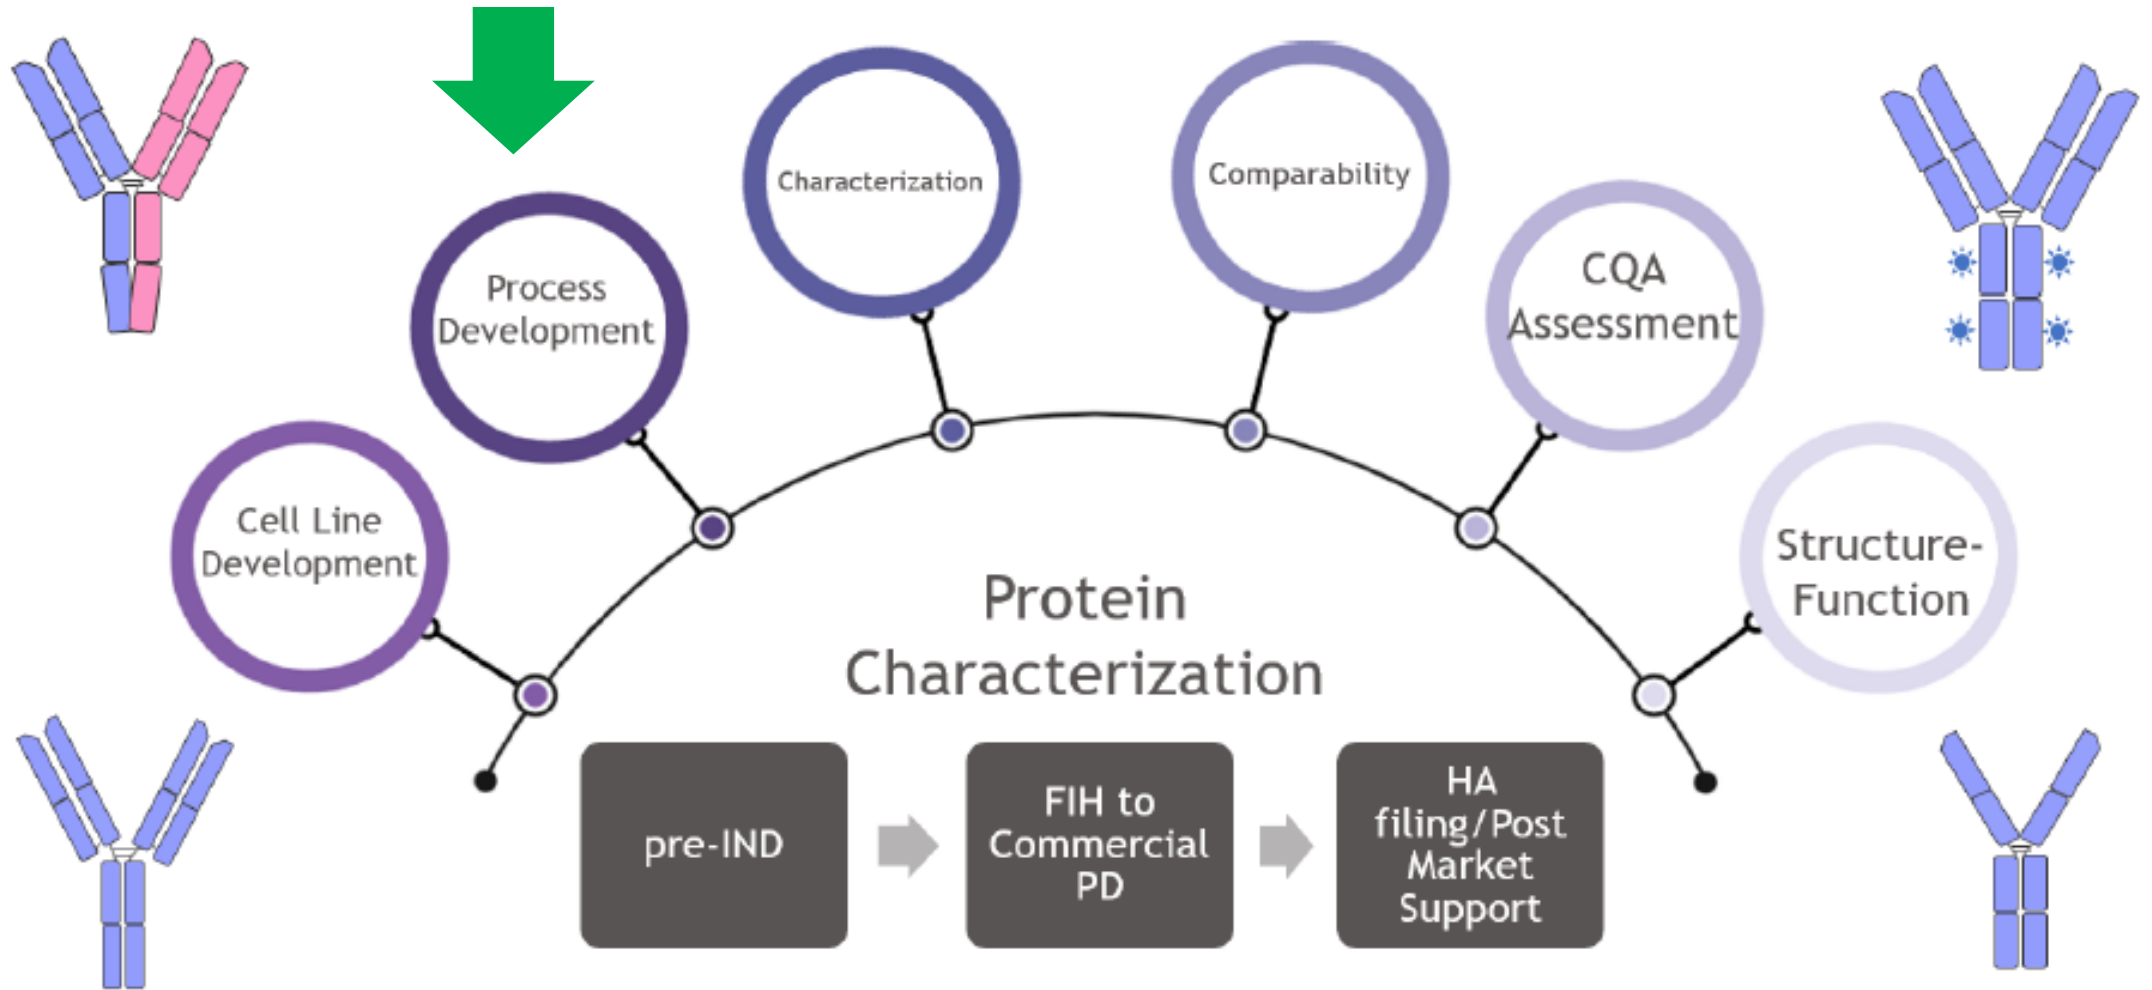 Cell Line
Development
Process
Development
Characterization
Comparability
CQA
Assessment
Structure-
Function
Protein
Characterization
pre-IND
FIH to
Commercial
PD
HA
filing/Post
Market
Support